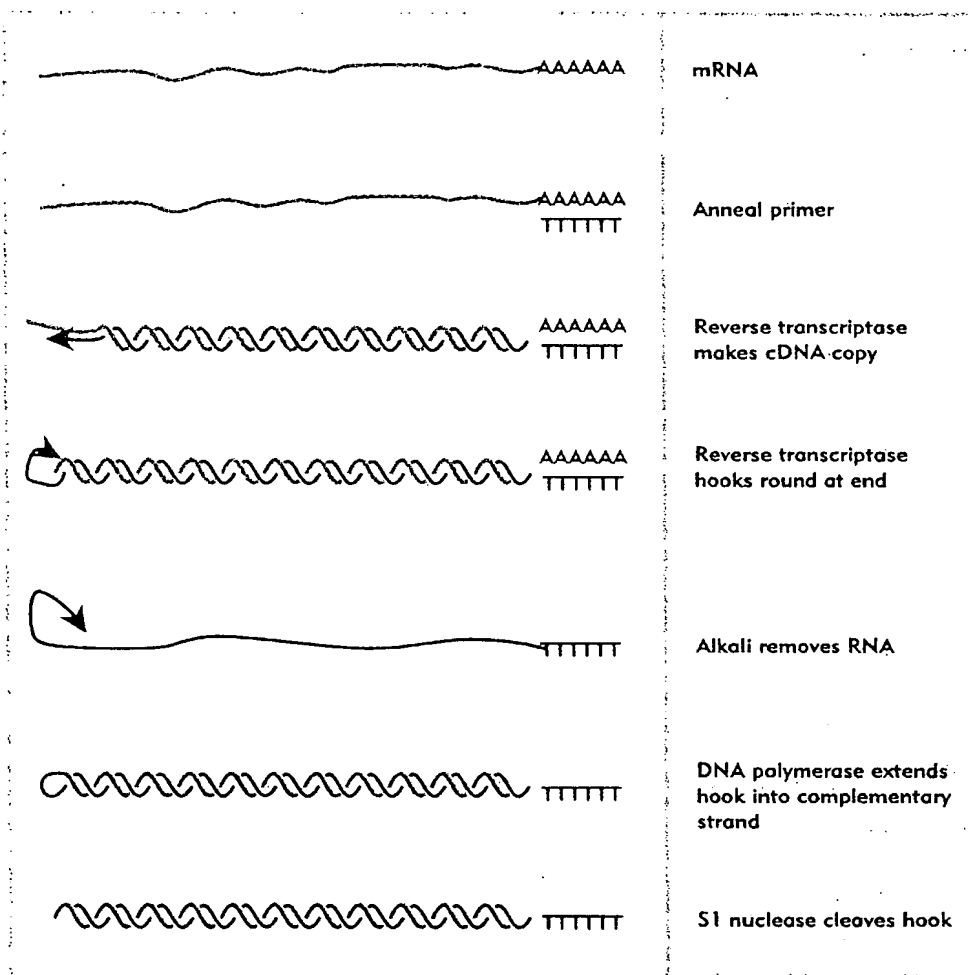 AAAAAA
mRNA
AAAAAA
TTTTTT
Anneal primer
AAAAAA
TTTTTT
Reverse transcriptase
makes cDNA copy
AAAAAA
TTTTTT
Reverse transcriptase
hooks round at end
TTTTTT
Alkali removes RNA
TTTTTT
DNA polymerase extends
hook into complementary
strand
TTTTTT
S1 nuclease cleaves hook